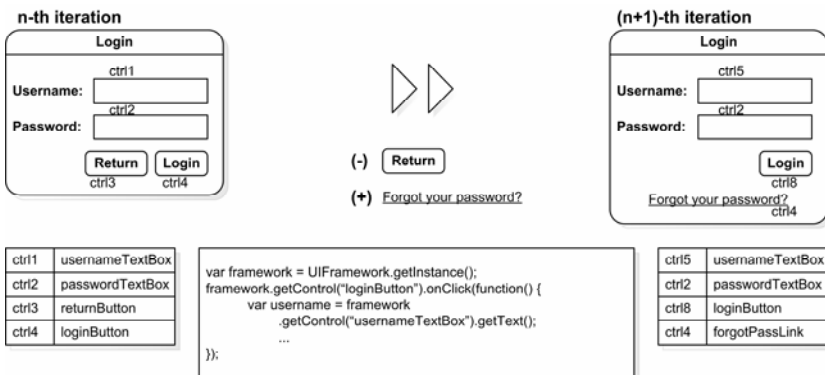 n-th iteration
Login
ctrl1
Username:
ctrl2
Password:
Return Login
ctrl3 ctrl4
(-) Return
(+) Forgot your password?
(n+1)-th iteration
Login
ctrl5
Username:
ctrl2
Password:
Login
ctrl8
Forgot your password?
ctrl4
ctrl1 usernameTextBox
ctrl2 passwordTextBox
ctrl3 returnButton
ctrl4 loginButton
var framework = UIFramework.getInstance();
framework.getControl("loginButton").onClick(function() {
var username = framework
.getControl("usernameTextBox").getText();
...
});
ctrl5 usernameTextBox
ctrl2 passwordTextBox
ctrl8 loginButton
ctrl4 forgotPassLink